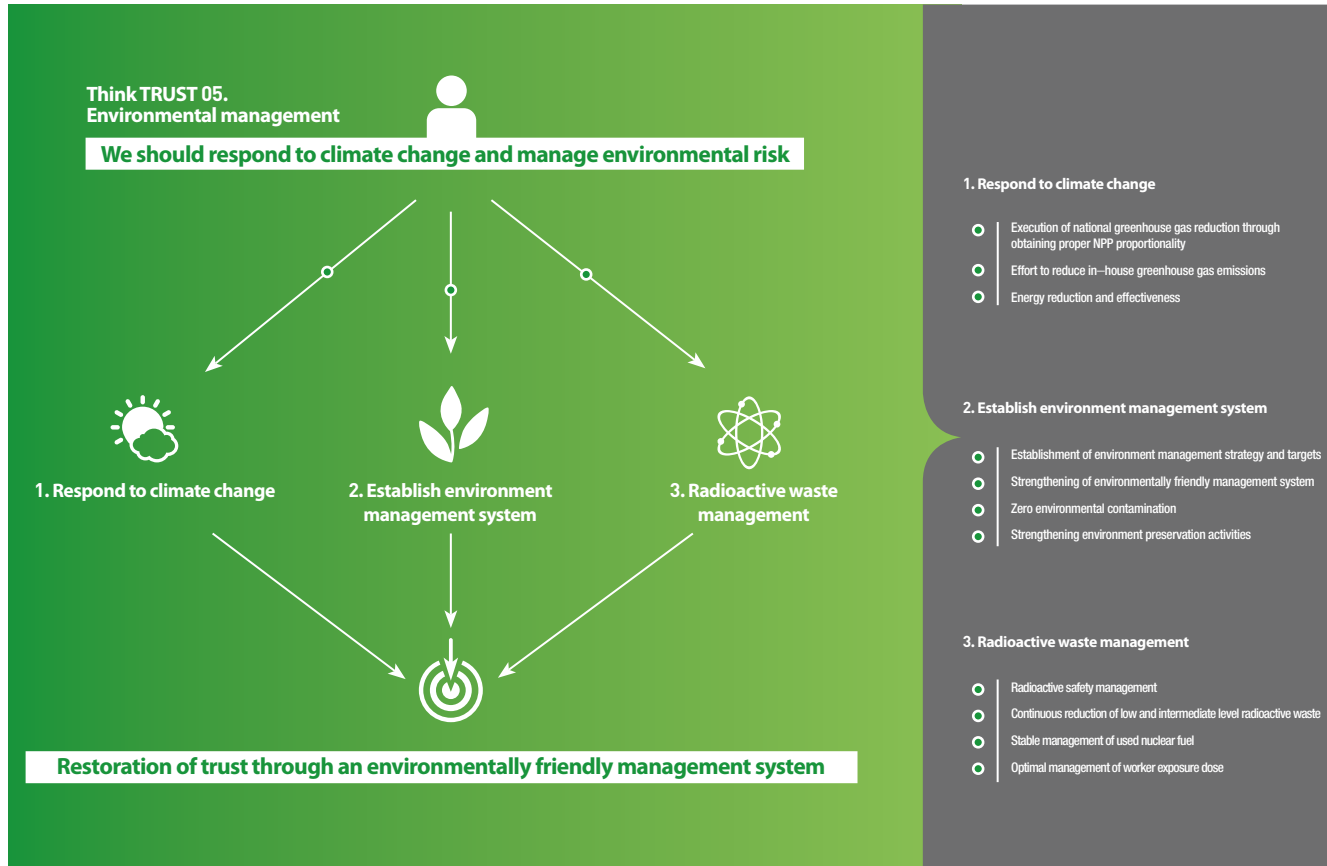 Think TRUST 05.
Environmental management
We should respond to climate change and manage environmental risk
1. Respond to climate change
2. Establish environment
management system
3. Radioactive waste
management
Restoration of trust through an environmentally friendly management system
1. Respond to climate change
Execution of national greenhouse gas reduction through
obtaining proper NPP proportionality
Effort to reduce in–house greenhouse gas emissions
Energy reduction and effectiveness
2. Establish environment management system
Establishment of environment management strategy and targets
Strengthening of environmentally friendly management system
Zero environmental contamination
Strengthening environment preservation activities
3. Radioactive waste management
Radioactive safety management
Continuous reduction of low and intermediate level radioactive waste
Stable management of used nuclear fuel
Optimal management of worker exposure dose